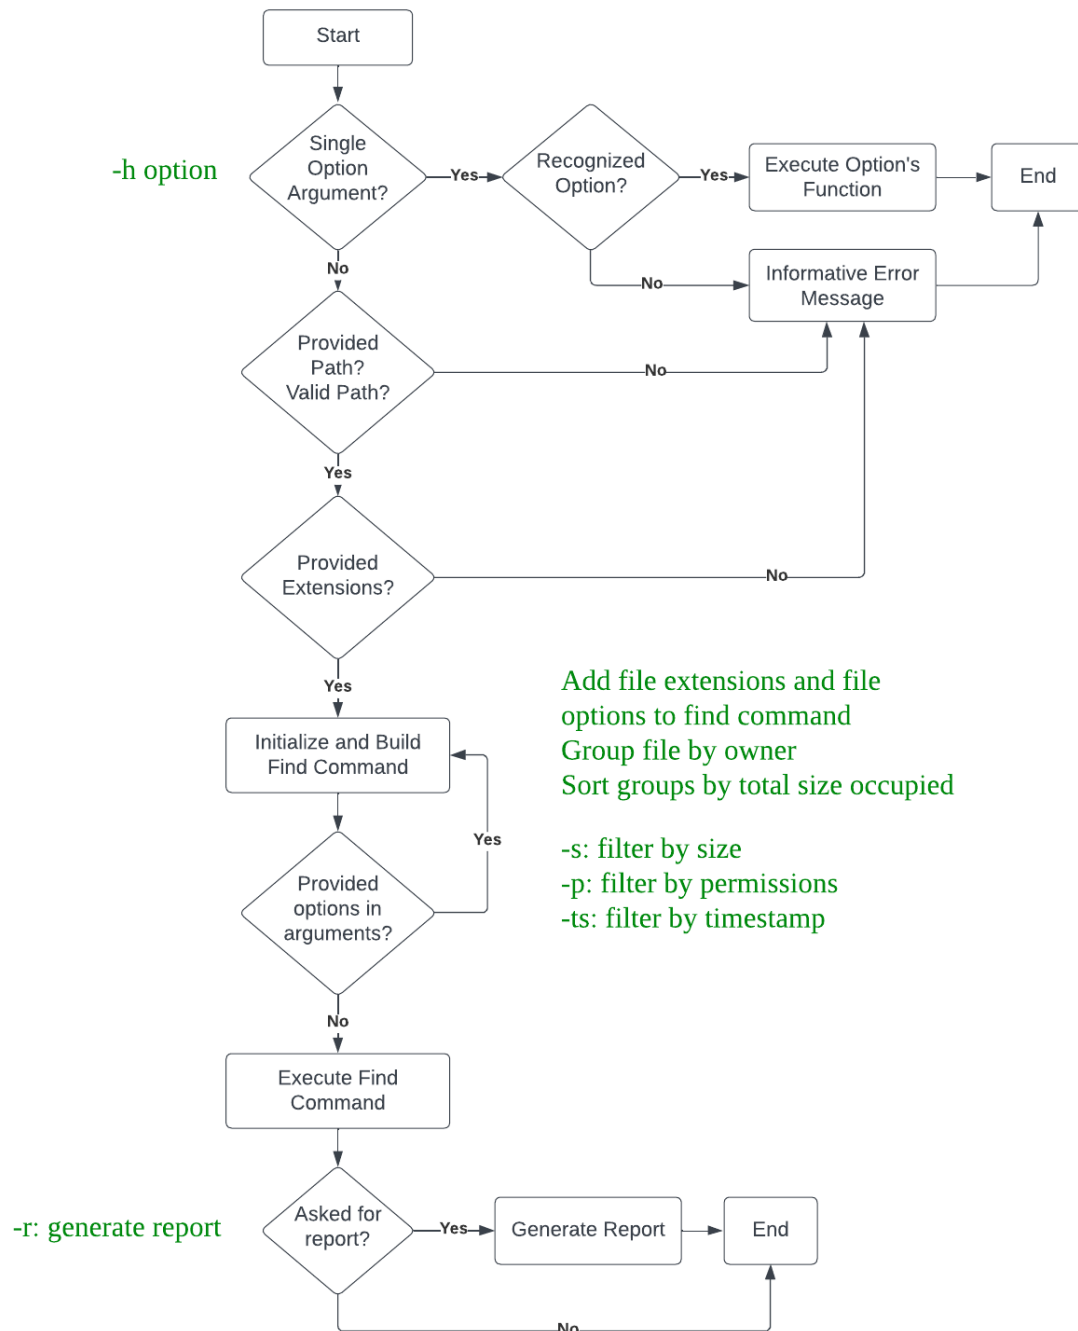 Start
-h option
Single
Option
Argument?
Yes
Recognized
Option?
Yes
Execute Option's
Function
End
No
No
Informative Error
Message
Provided
Path?
Valid Path?
No
Yes
Provided
Extensions?
No
Yes
Initialize and Build
Find Command
Add file extensions and file
options to find command
Group file by owner
Sort groups by total size occupied
-s: filter by size
-p: filter by permissions
-ts: filter by timestamp
Yes
Provided
options in
arguments?
No
Execute Find
Command
-r: generate report
Asked for
report?
Yes
Generate Report
End
No